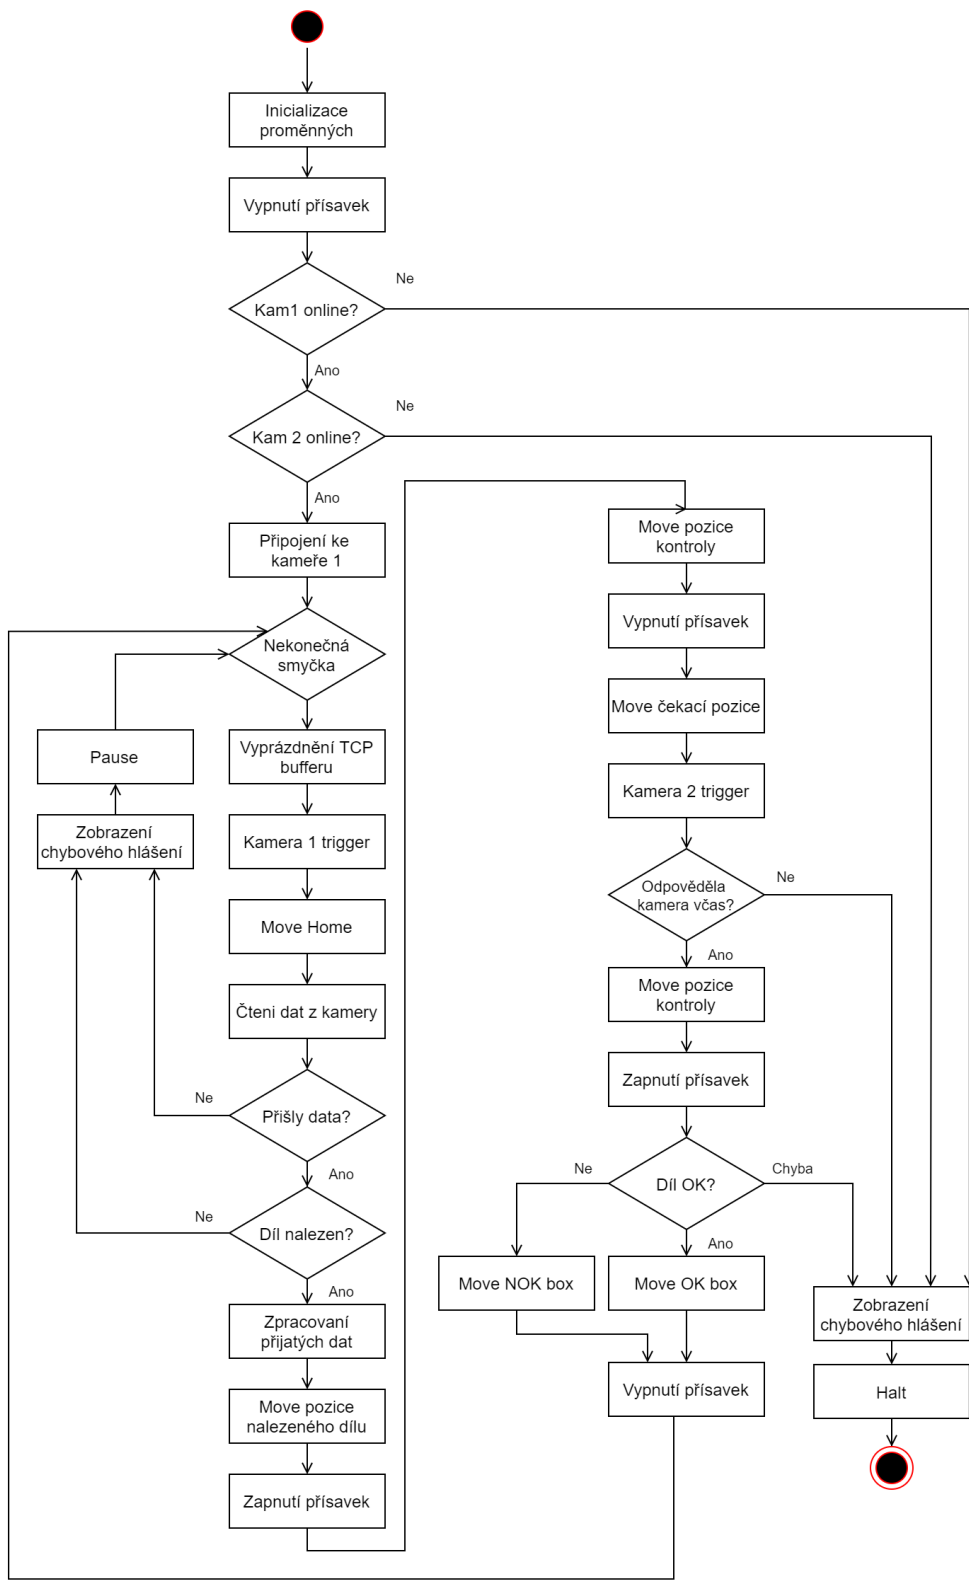 Inicializace
proměnných
Vypnutí přísavek
Ne
Kam1 online?
Ano
Ne
Kam 2 online?
Ano
Připojení ke
kameře 1
Nekonečná
smyčka
Vyprázdnění TCP
bufferu
Pause
Zobrazení
chybového hlášení
Kamera 1 trigger
Move Home
Čteni dat z kamery
Ne
Přišly data?
Ano
Ne
Díl nalezen?
Ano
Zpracovaní
přijatých dat
Move pozice
nalezeného dílu
Zapnutí přísavek
Move pozice
kontroly
Vypnutí přísavek
Move čekací pozice
Kamera 2 trigger
Odpověděla
kamera včas?
Ne
Ano
Move pozice
kontroly
Zapnutí přísavek
Ne
Díl OK?
Chyba
Ano
Move NOK box
Move OK box
Vypnutí přísavek
Zobrazení
chybového hlášení
Halt